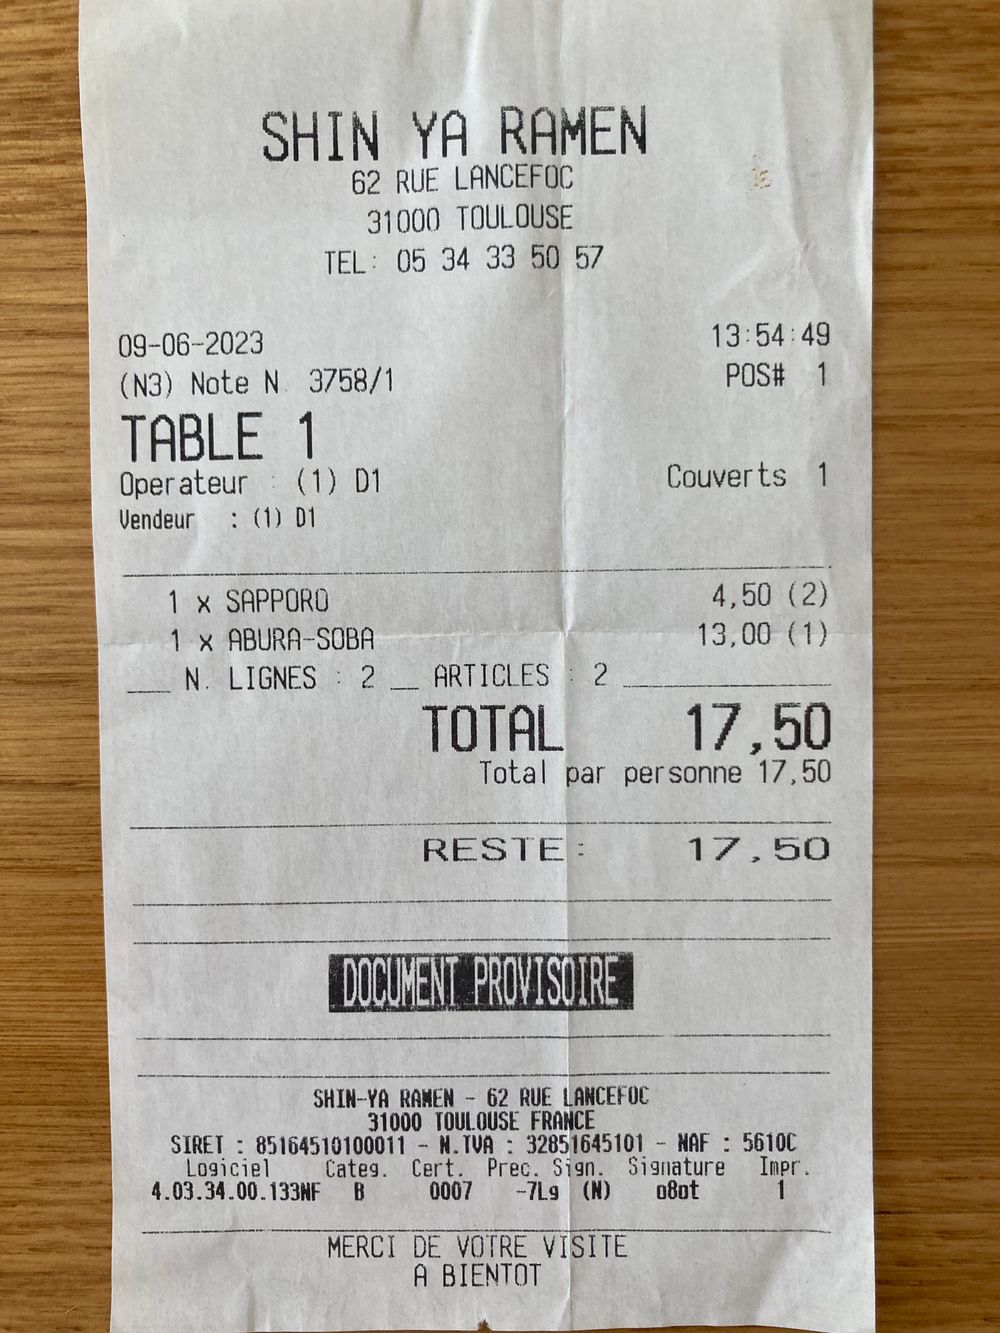 SHIN YA RAMEN
62 RUE LANCEFOC
31000 TOULOUSE
TEL: 05 34 33 50 57
09-06-2023 13:54:49
(N3) Note N. 3758/1 POS# 1
TABLE 1
Operateur : (1) D1 Couverts 1
Vendeur : (1) D1
1 x SAPPORO 4,50 (2)
1 x ABURA-SOBA 13,00 (1)
___ N. LIGNES : 2 __ ARTICLES : 2 ______________
TOTAL 17,50
Total par personne 17,50
RESTE: 17,50
DOCUMENT PROVISOIRE
SHIN-YA RAMEN - 62 RUE LANCEFOC
31000 TOULOUSE FRANCE
SIRET : 85164510100011 - N.TVA : 32851645101 - NAF : 5610C
Logiciel Categ. Cert. Prec. Sign. Signature Impr.
4.03.34.00.133NF B 0007 -7Lg (N) o8ot 1
MERCI DE VOTRE VISITE
A BIENTOT